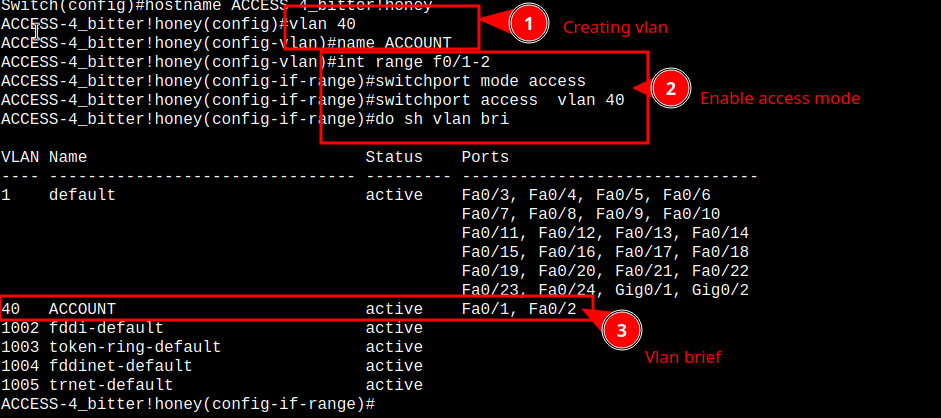 Switch(config)#hostname ACCESS-4_bitter!honey
ACCESS-4_bitter!honey(config)#vlan 40
1
Creating vlan
ACCESS-4_bitter!honey(config-vlan)#name ACCOUNT
ACCESS-4_bitter!honey(config-vlan)#int range f0/1-2
ACCESS-4_bitter!honey(config-if-range)#switchport mode access
2
Enable access mode
ACCESS-4_bitter!honey(config-if-range)#switchport access  vlan 40
ACCESS-4_bitter!honey(config-if-range)#do sh vlan bri
VLAN Name                             Status    Ports
---- -------------------------------- --------- -------------------------------
1    default                          active    Fa0/3, Fa0/4, Fa0/5, Fa0/6
                                                Fa0/7, Fa0/8, Fa0/9, Fa0/10
                                                Fa0/11, Fa0/12, Fa0/13, Fa0/14
                                                Fa0/15, Fa0/16, Fa0/17, Fa0/18
                                                Fa0/19, Fa0/20, Fa0/21, Fa0/22
                                                Fa0/23, Fa0/24, Gig0/1, Gig0/2
40   ACCOUNT                          active    Fa0/1, Fa0/2
3
Vlan brief
1002 fddi-default                     active
1003 token-ring-default               active
1004 fddinet-default                  active
1005 trnet-default                    active
ACCESS-4_bitter!honey(config-if-range)#